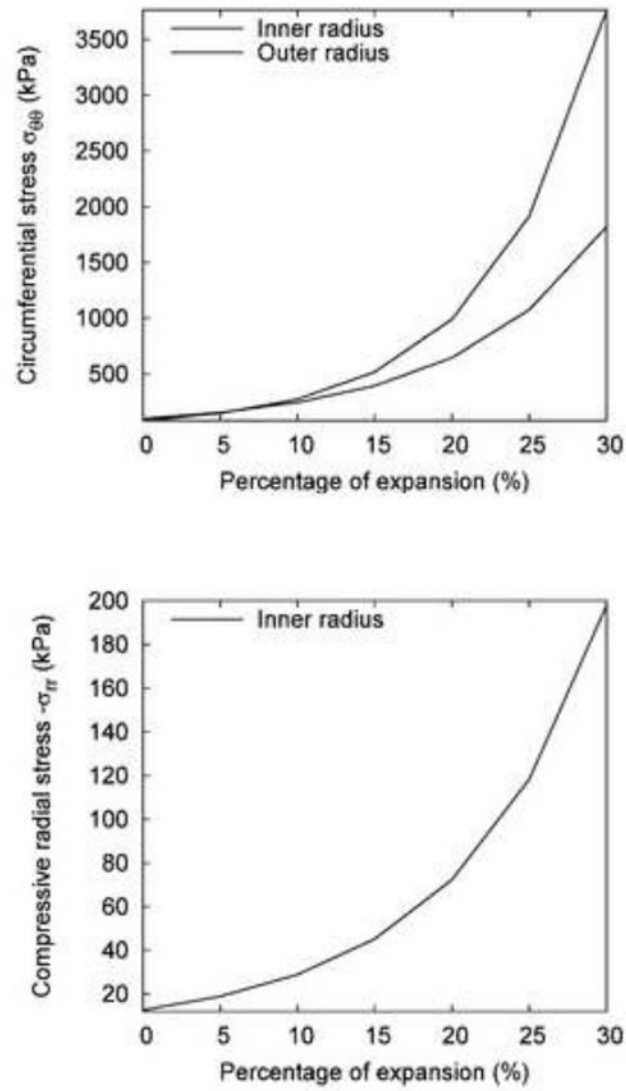 Circumferential stress σθθ (kPa)
3500
3000
2500
2000
1500
1000
500
Inner radius
Outer radius
0 5 10 15 20 25 30
Percentage of expansion (%)
Compressive radial stress -σrr (kPa)
200
180
160
140
120
100
80
60
40
20
Inner radius
0 5 10 15 20 25 30
Percentage of expansion (%)